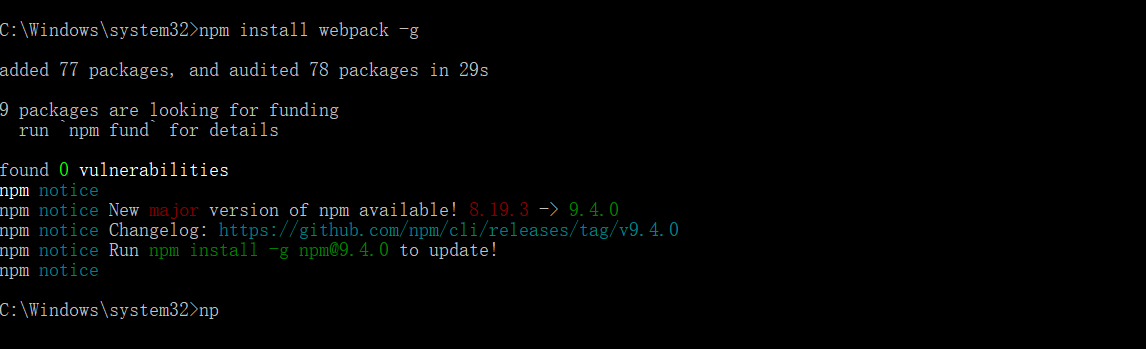 C:\Windows\system32>npm install webpack -g
added 77 packages, and audited 78 packages in 29s
9 packages are looking for funding
  run `npm fund` for details
found 0 vulnerabilities
npm notice
npm notice New major version of npm available! 8.19.3 -> 9.4.0
npm notice Changelog: https://github.com/npm/cli/releases/tag/v9.4.0
npm notice Run npm install -g npm@9.4.0 to update!
npm notice
C:\Windows\system32>np